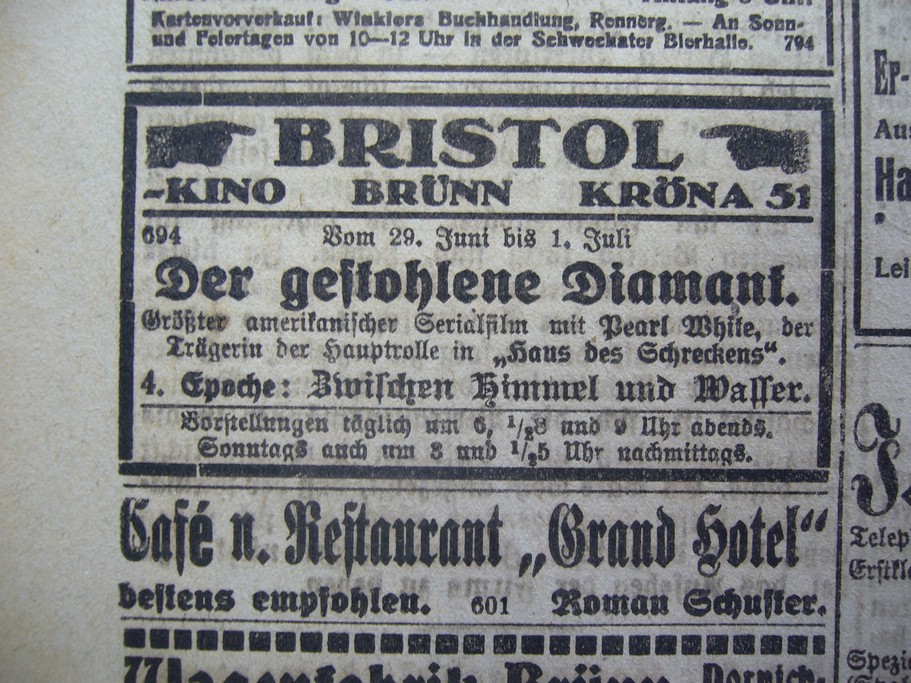 Kartenvorverkauf: Winklers Buchhandlung, Rennerg. — An Sonn-
und Feiertagen von 10—12 Uhr in der Schwechater Bierhalle. 794
BRISTOL
-KINO BRÜNN KRÖNA 51
694 Vom 29. Juni bis 1. Juli
Der gestohlene Diamant.
Größter amerikanischer Serialfilm mit Pearl White, der
Trägerin der Hauptrolle in „Haus des Schreckens“.
4. Epoche: Zwischen Himmel und Wasser.
Vorstellungen täglich um 6, 1/28 und 9 Uhr abends.
Sonntags auch um 3 und 1/25 Uhr nachmittags.
Café n. Restaurant „Grand Hotel“
bestens empfohlen. 601 Roman Schuster.
Er-
Aus
Ha
Lei
Telep
Erstkl
Spezi